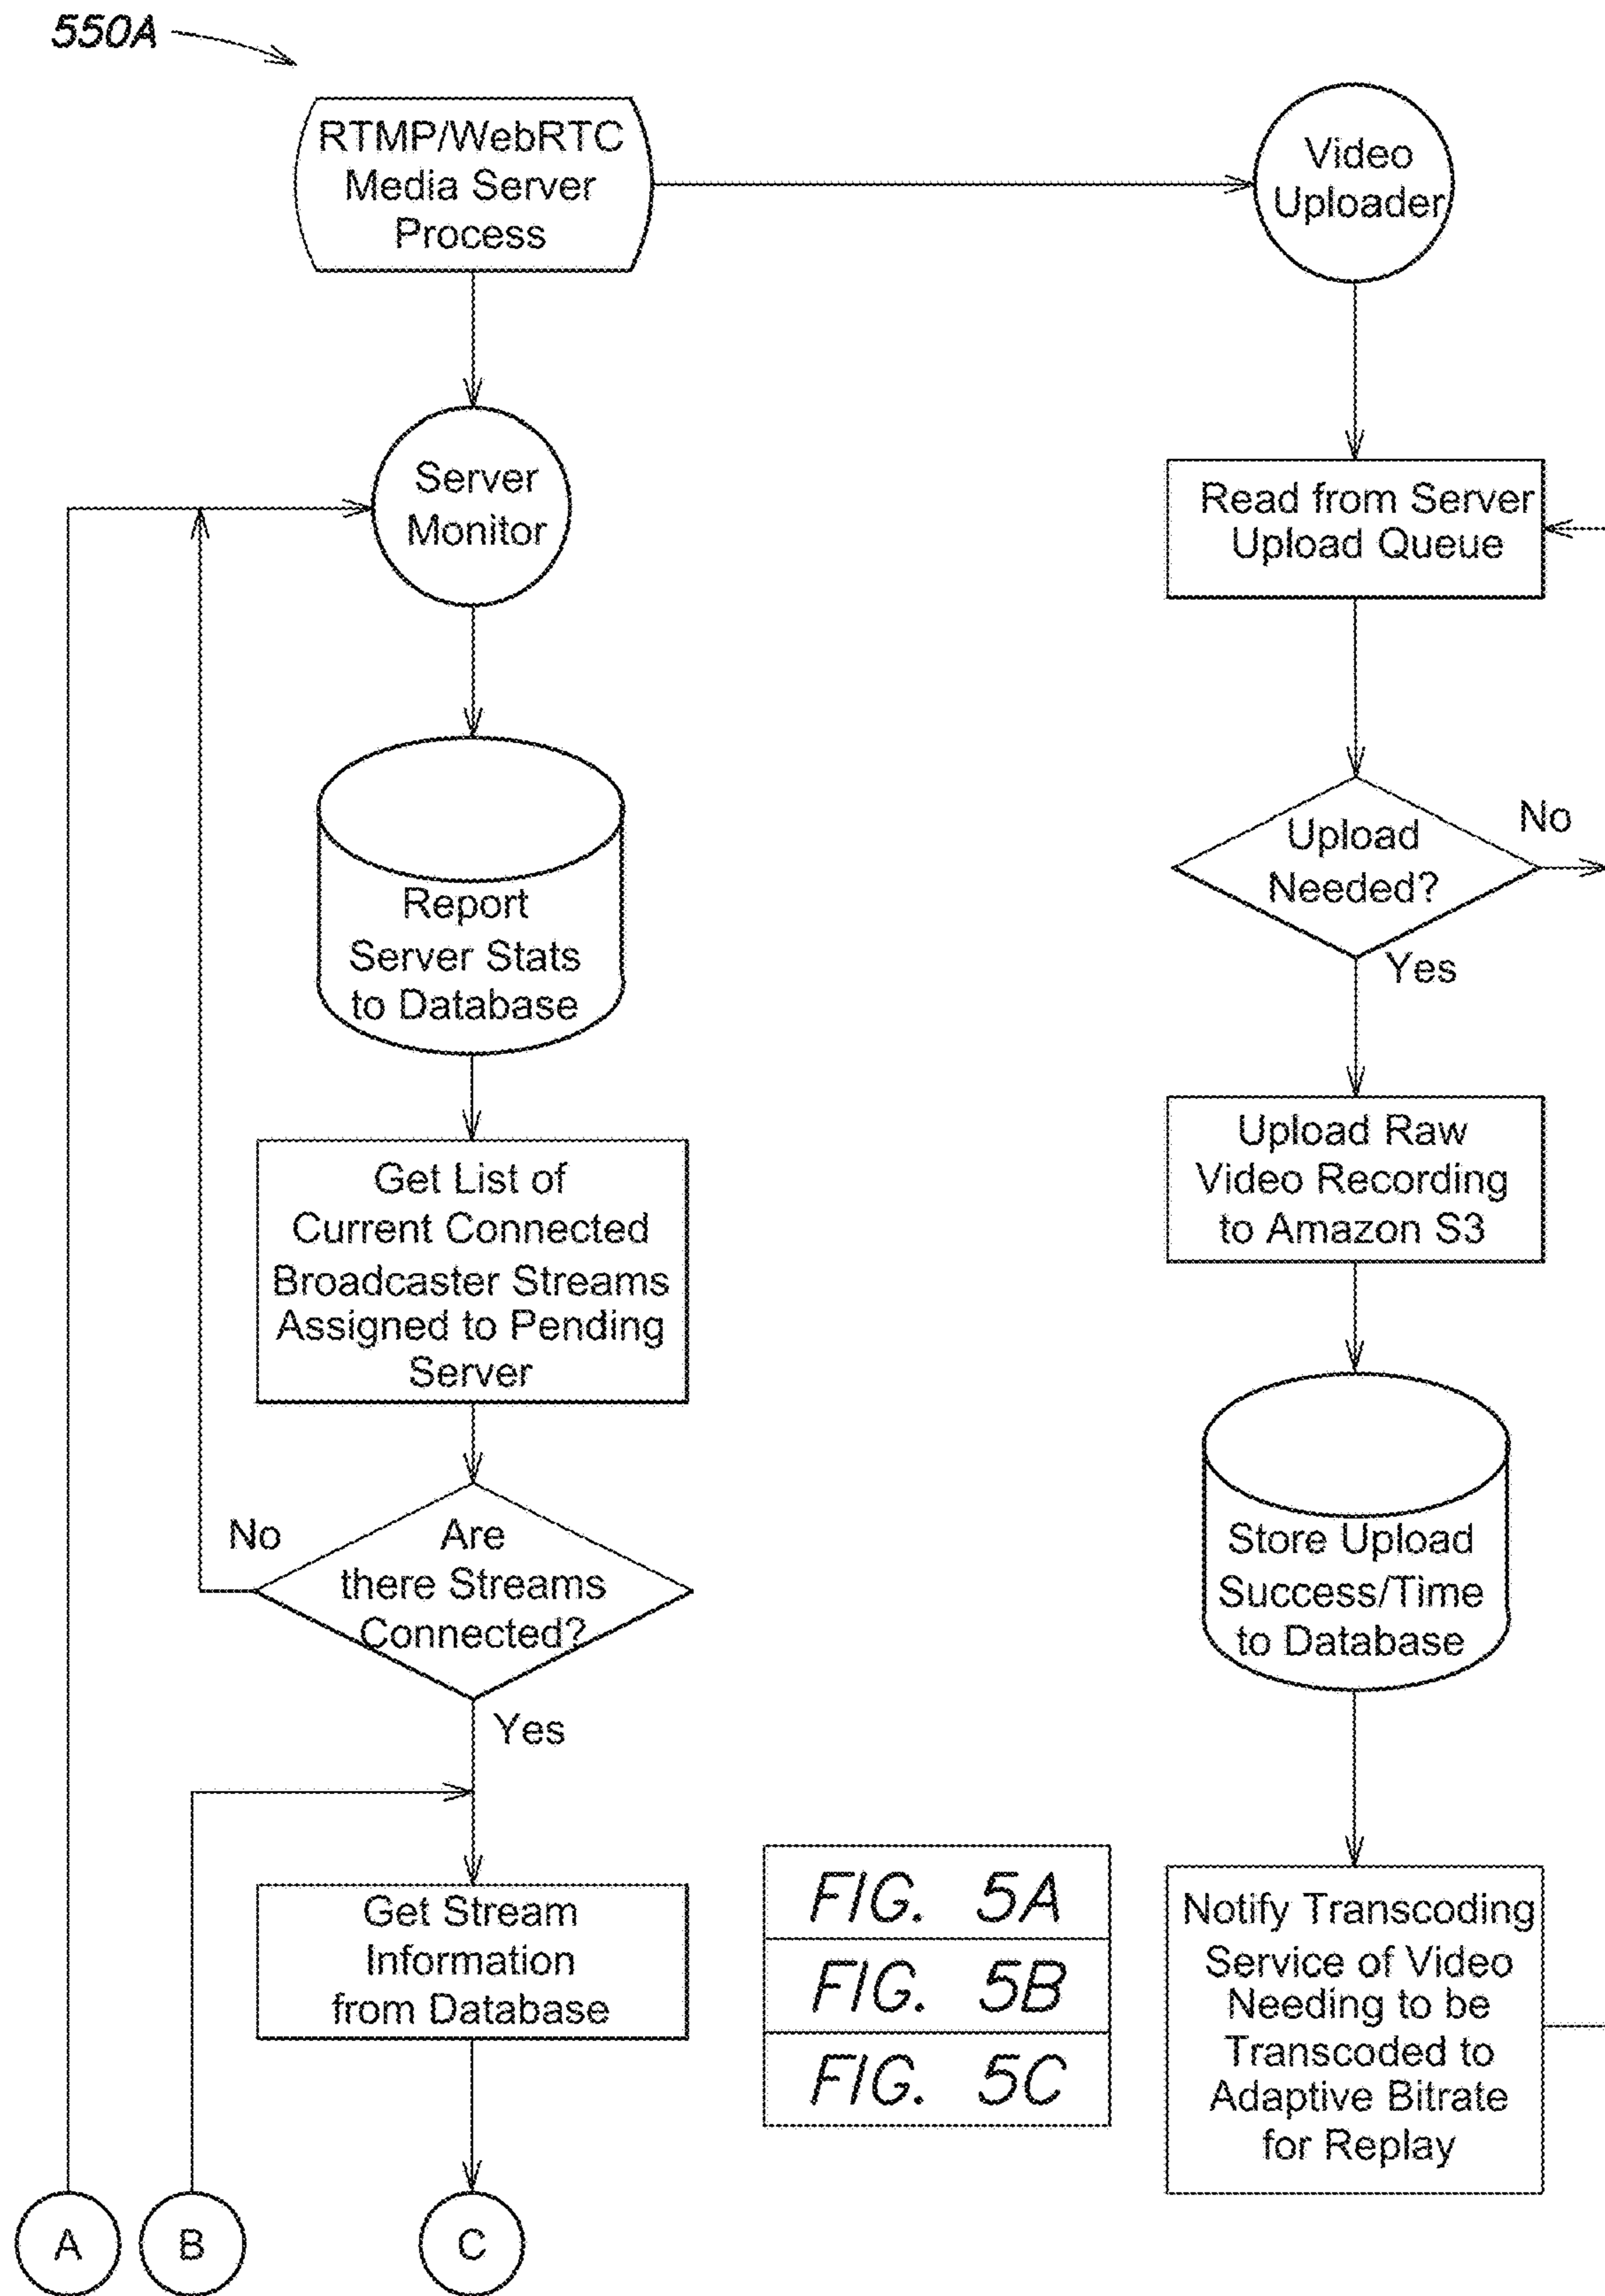 550A
RTMP/WebRTC
Media Server
Process
Video
Uploader
Server
Monitor
Read from Server
Upload Queue
Report
Server Stats
to Database
Upload
Needed?
No
Yes
Get List of
Current Connected
Broadcaster Streams
Assigned to Pending
Server
Upload Raw
Video Recording
to Amazon S3
No
Are
there Streams
Connected?
Yes
Store Upload
Success/Time
to Database
Get Stream
Information
from Database
FIG. 5A
FIG. 5B
FIG. 5C
Notify Transcoding
Service of Video
Needing to be
Transcoded to
Adaptive Bitrate
for Replay
A
B
C